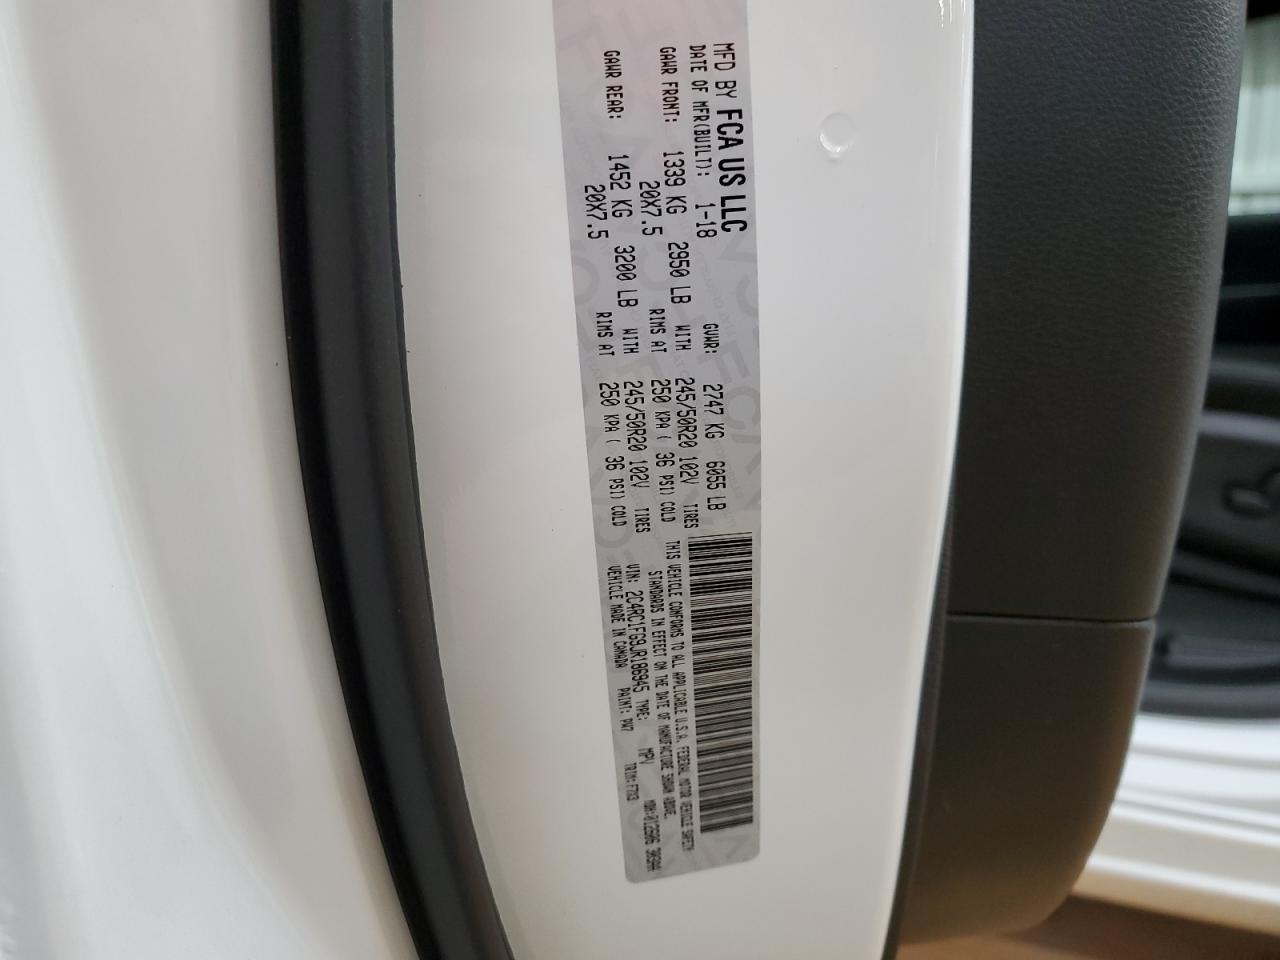 MFD BY FCA US LLC
DATE OF MFR(BUILT): 1-18 GVWR: 2747 KG 6055 LB
GAWR FRONT: 1339 KG 2950 LB WITH 245/50R20 102V TIRES
20X7.5 RIMS AT 250 KPA ( 36 PSI) COLD
GAWR REAR: 1452 KG 3200 LB WITH 245/50R20 102V TIRES
20X7.5 RIMS AT 250 KPA ( 36 PSI) COLD
THIS VEHICLE CONFORMS TO ALL APPLICABLE U.S.A. FEDERAL MOTOR VEHICLE SAFETY
STANDARDS IN EFFECT ON THE DATE OF MANUFACTURE SHOWN ABOVE.
VIN: 2C4RC1FG9JR186945 TYPE: MPV MDH:
VEHICLE MADE IN CANADA PAINT: PW7 TRIM: